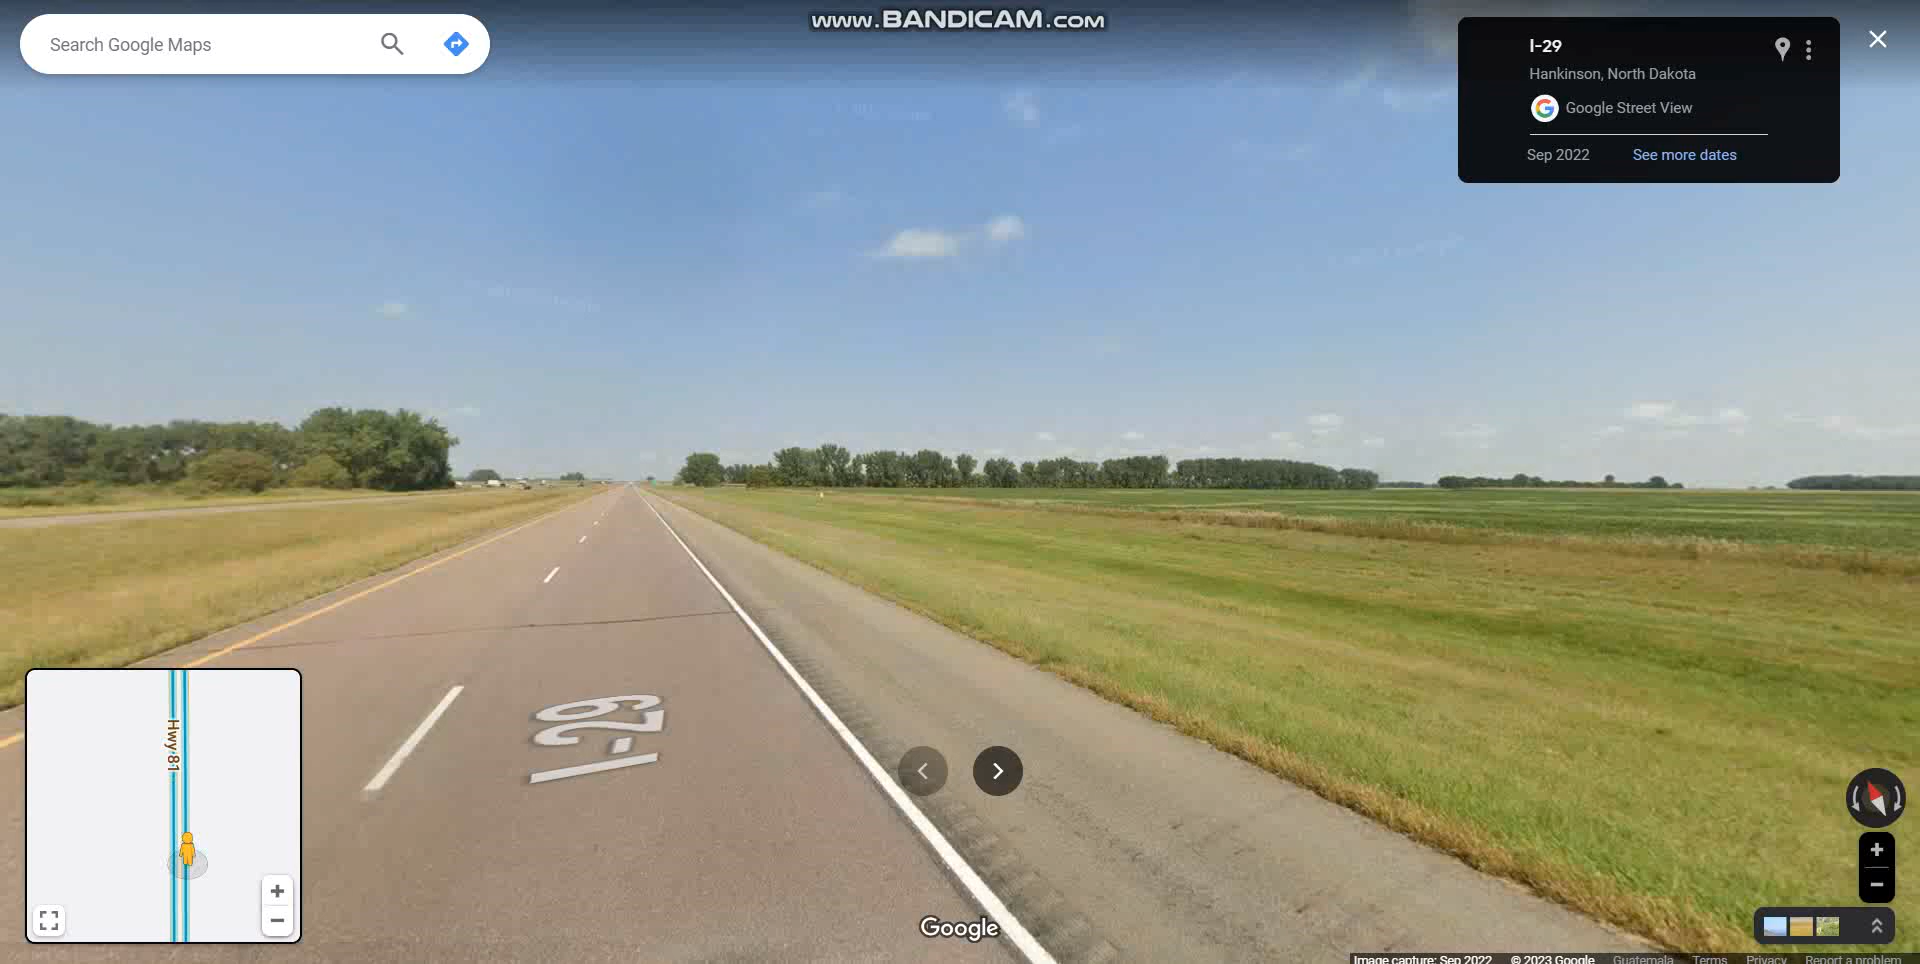 www.BANDICAM.com
Search Google Maps
I-29
Hankinson, North Dakota
Google Street View
Sep 2022 See more dates
I-29
Hwy 81
Google
Image capture: Sep 2022 © 2023 Google Guatemala Terms Privacy Report a problem